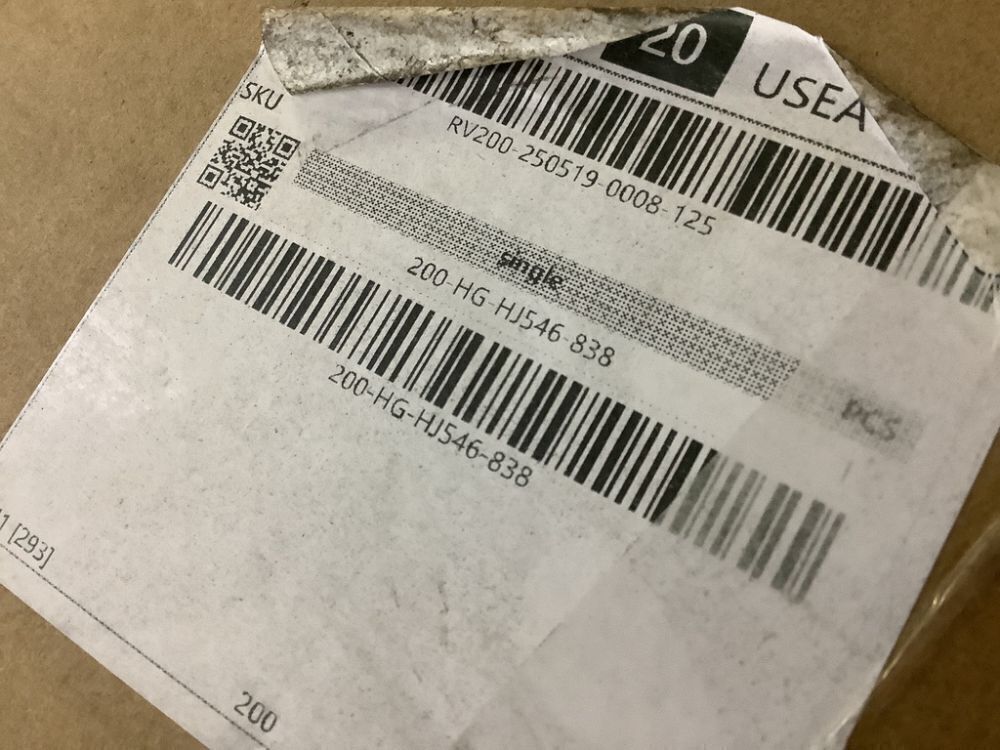 20 USEA
SKU
RV200-250519-0008-125
single
200-HG-HJ546-838
PCS
200-HG-HJ546-838
1 [293]
200